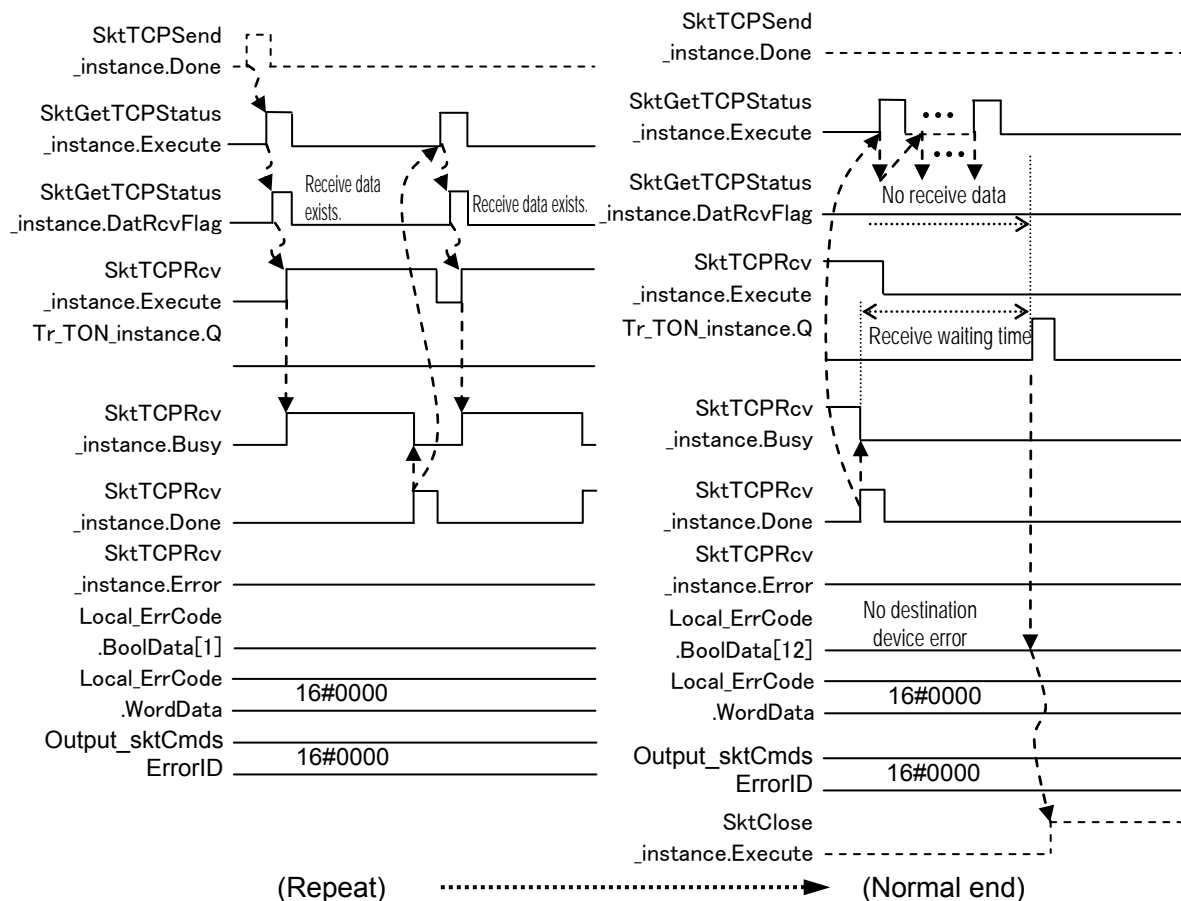 SktTCPSend
_instance.Done
SktGetTCPStatus
_instance.Execute
SktGetTCPStatus
_instance.DatRcvFlag
Receive data
exists.
Receive data exists.
SktTCPRcv
_instance.Execute
Tr_TON_instance.Q
SktTCPRcv
_instance.Busy
SktTCPRcv
_instance.Done
SktTCPRcv
_instance.Error
Local_ErrCode
.BoolData[1]
Local_ErrCode
.WordData
16#0000
Output_sktCmds
ErrorID
16#0000
(Repeat)
SktTCPSend
_instance.Done
SktGetTCPStatus
_instance.Execute
SktGetTCPStatus
_instance.DatRcvFlag
No receive data
SktTCPRcv
_instance.Execute
Tr_TON_instance.Q
Receive waiting time
SktTCPRcv
_instance.Busy
SktTCPRcv
_instance.Done
SktTCPRcv
_instance.Error
Local_ErrCode
.BoolData[12]
No destination
device error
Local_ErrCode
.WordData
16#0000
Output_sktCmds
ErrorID
16#0000
SktClose
_instance.Execute
(Normal end)